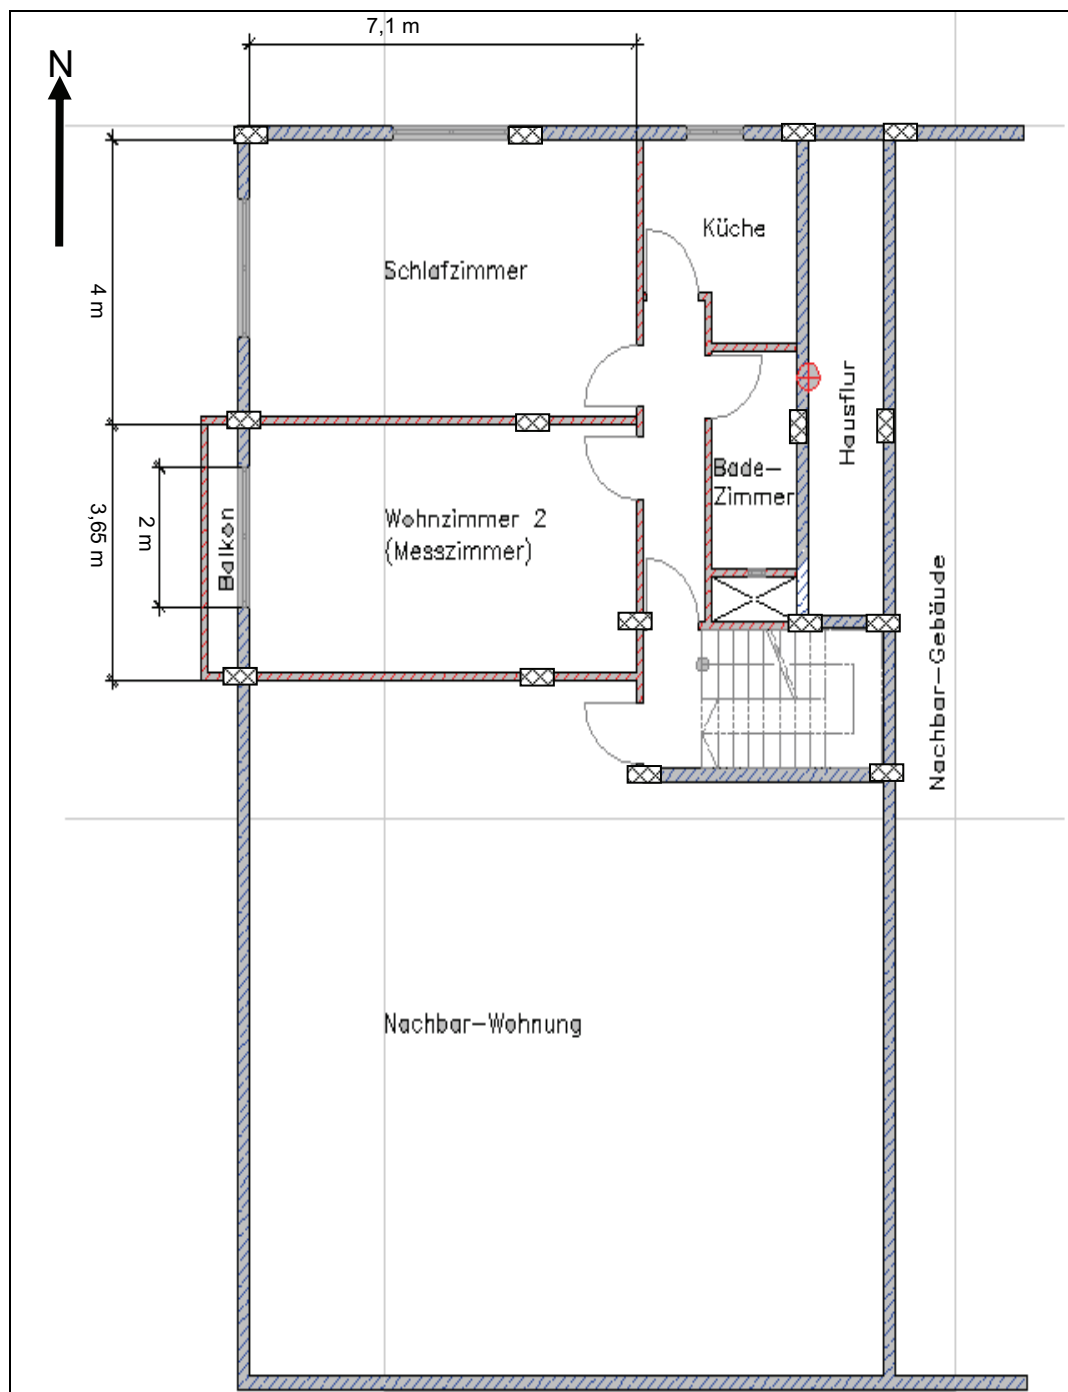 7,1 m
N
Küche
Schlafzimmer
4 m
Hausflur
Bade-
Zimmer
Wohnzimmer 2
(Messzimmer)
Balkon
2 m
3,65 m
Nachbar-Gebäude
Nachbar-Wohnung